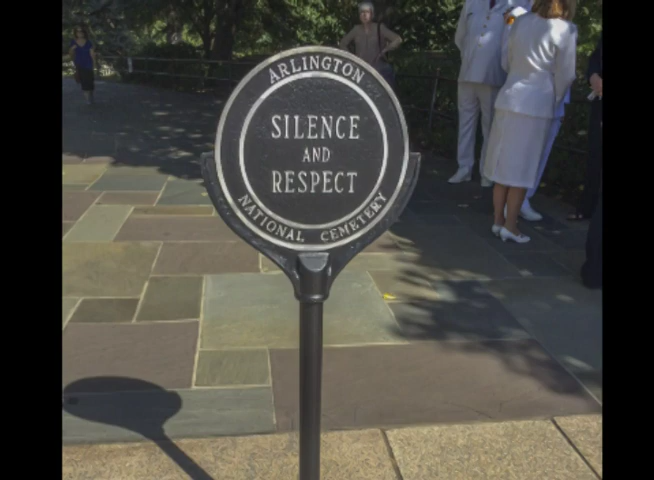 ARLINGTON
SILENCE
AND
RESPECT
NATIONAL CEMETERY